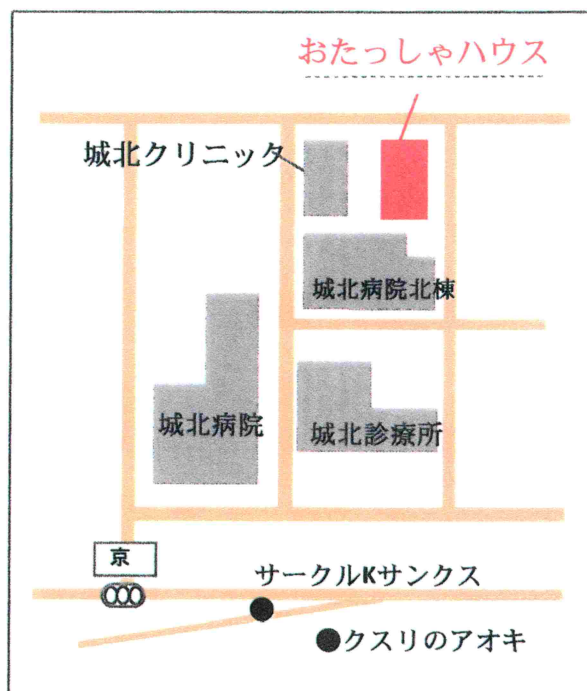 おたっしゃハウス
城北クリニッタ
城北病院北棟
城北病院
城北診療所
京
サークルKサンクス
●クスリのアオキ